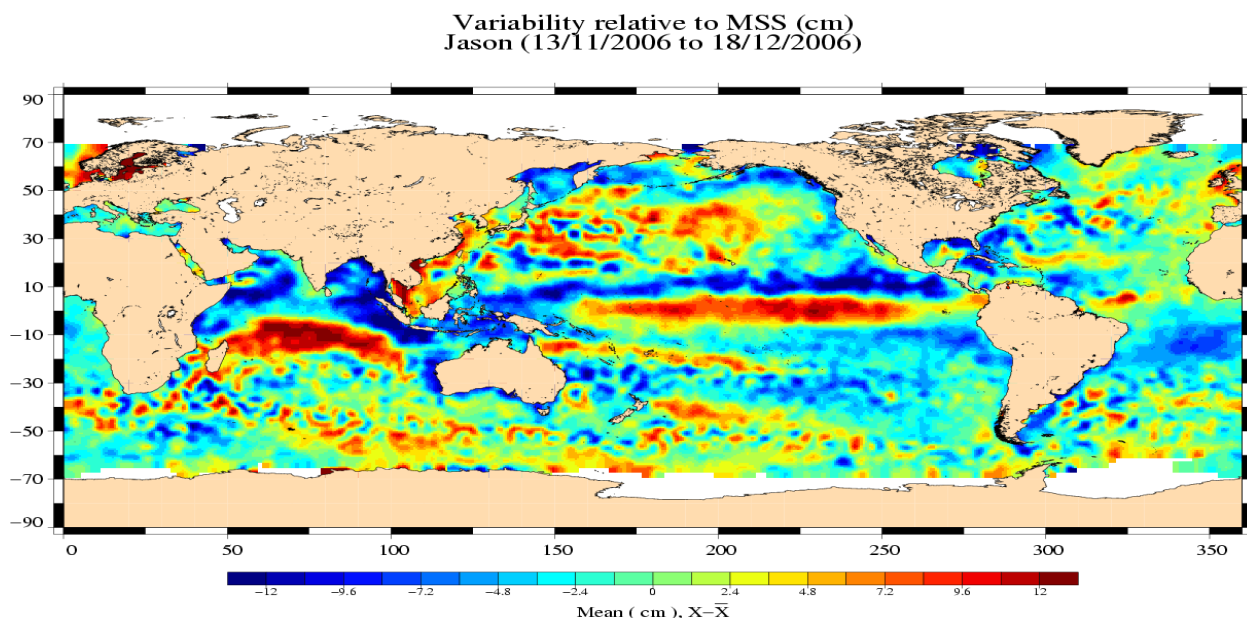 Variability relative to MSS (cm)
Jason (13/11/2006 to 18/12/2006)
90
70
50
30
10
−10
−30
−50
−70
−90
0 50 100 150 200 250 300 350
−12 −9.6 −7.2 −4.8 −2.4 0 2.4 4.8 7.2 9.6 12
Mean ( cm ), X−X̅